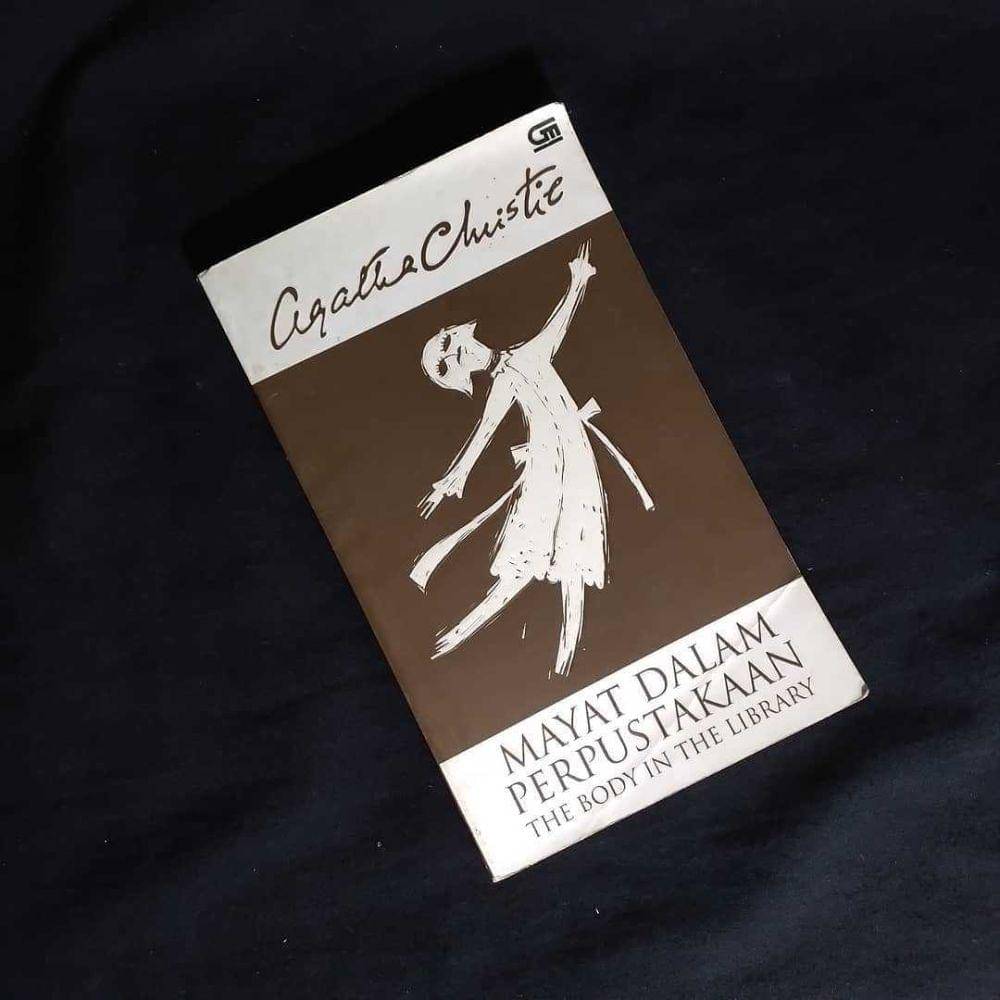 Agatha Christie
MAYAT DALAM
PERPUSTAKAAN
THE BODY IN THE LIBRARY